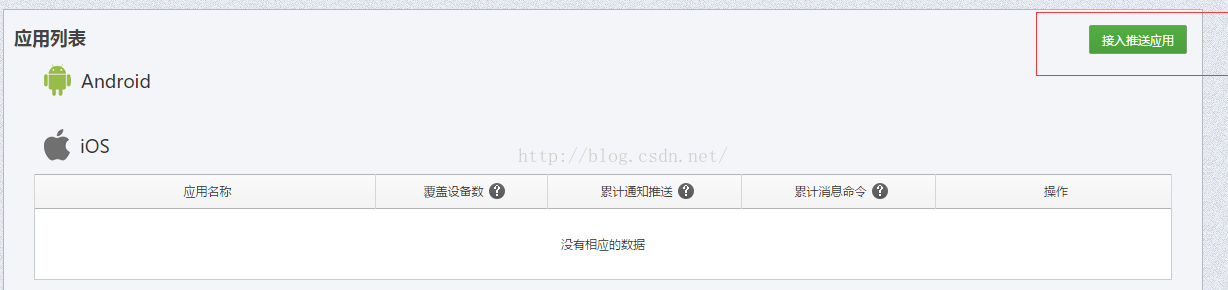 应用列表
接入推送应用
Android
iOS
http://blog.csdn.net/
应用名称 覆盖设备数 ? 累计通知推送 ? 累计消息命令 ? 操作
没有相应的数据